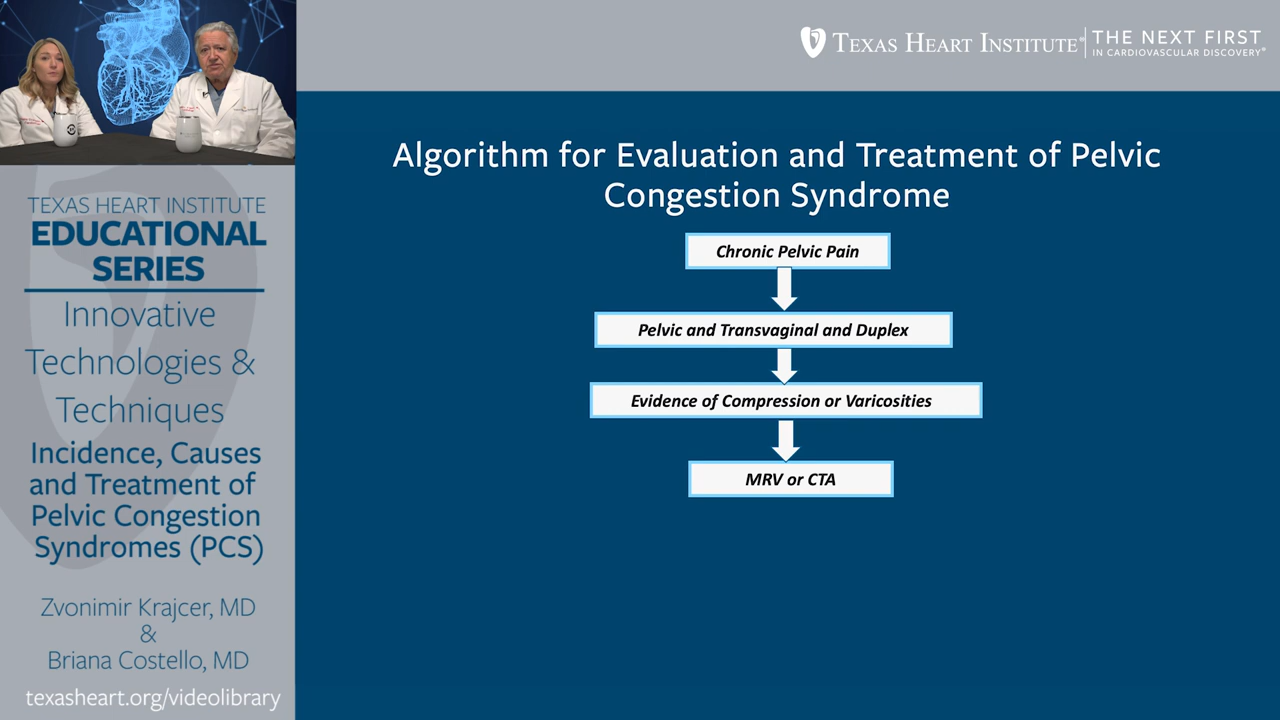 TEXAS HEART INSTITUTE®
THE NEXT FIRST
IN CARDIOVASCULAR DISCOVERY®
TEXAS HEART INSTITUTE
EDUCATIONAL
SERIES
Innovative
Technologies &
Techniques
Incidence, Causes
and Treatment of
Pelvic Congestion
Syndromes (PCS)
Zvonimir Krajcer, MD
&
Briana Costello, MD
texasheart.org/videolibrary
Algorithm for Evaluation and Treatment of Pelvic
Congestion Syndrome
Chronic Pelvic Pain
Pelvic and Transvaginal and Duplex
Evidence of Compression or Varicosities
MRV or CTA